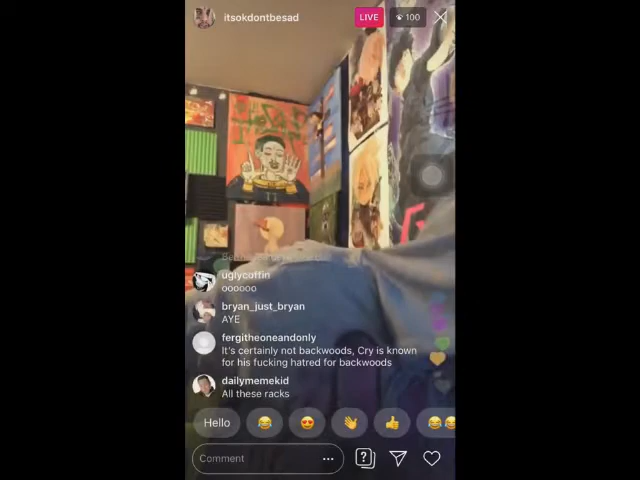 itsokdontbesad LIVE 100
uglycoffin
oooooo
bryan_just_bryan
AYE
fergitheoneandonly
It's certainly not backwoods, Cry is known
for his fucking hatred for backwoods
dailymemekid
All these racks
Hello
Comment